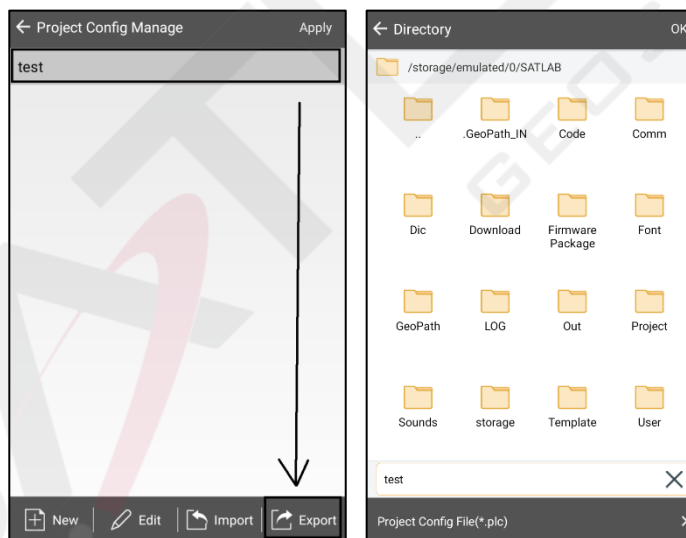 Project Config Manage
Apply
test
New
Edit
Import
Export
Directory
OK
/storage/emulated/0/SATLAB
..
.GeoPath_IN
Code
Comm
Dic
Download
Firmware
Package
Font
GeoPath
LOG
Out
Project
Sounds
storage
Template
User
test
Project Config File(*.plc)